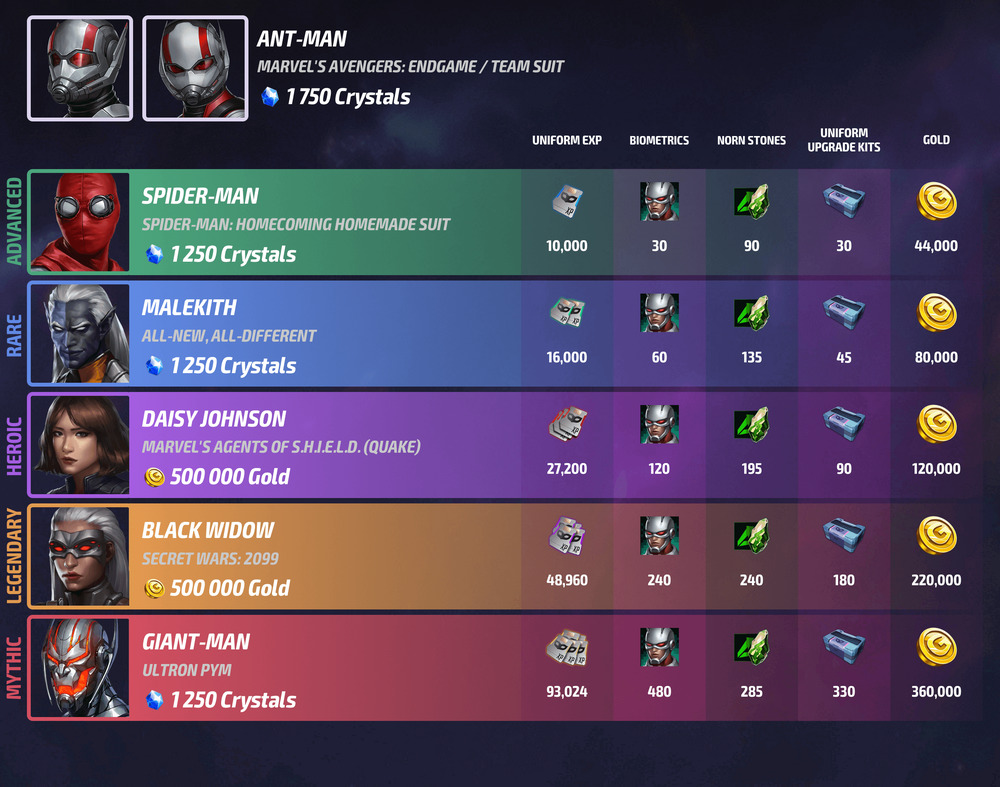 ANT-MAN
MARVEL'S AVENGERS: ENDGAME / TEAM SUIT
1 750 Crystals
UNIFORM EXP
BIOMETRICS
NORN STONES
UNIFORM
UPGRADE KITS
GOLD
ADVANCED
SPIDER-MAN
SPIDER-MAN: HOMECOMING HOMEMADE SUIT
1 250 Crystals
10,000
30
90
30
44,000
RARE
MALEKITH
ALL-NEW, ALL-DIFFERENT
1 250 Crystals
16,000
60
135
45
80,000
HEROIC
DAISY JOHNSON
MARVEL'S AGENTS OF S.H.I.E.L.D. (QUAKE)
500 000 Gold
27,200
120
195
90
120,000
LEGENDARY
BLACK WIDOW
SECRET WARS: 2099
500 000 Gold
48,960
240
240
180
220,000
MYTHIC
GIANT-MAN
ULTRON PYM
1 250 Crystals
93,024
480
285
330
360,000